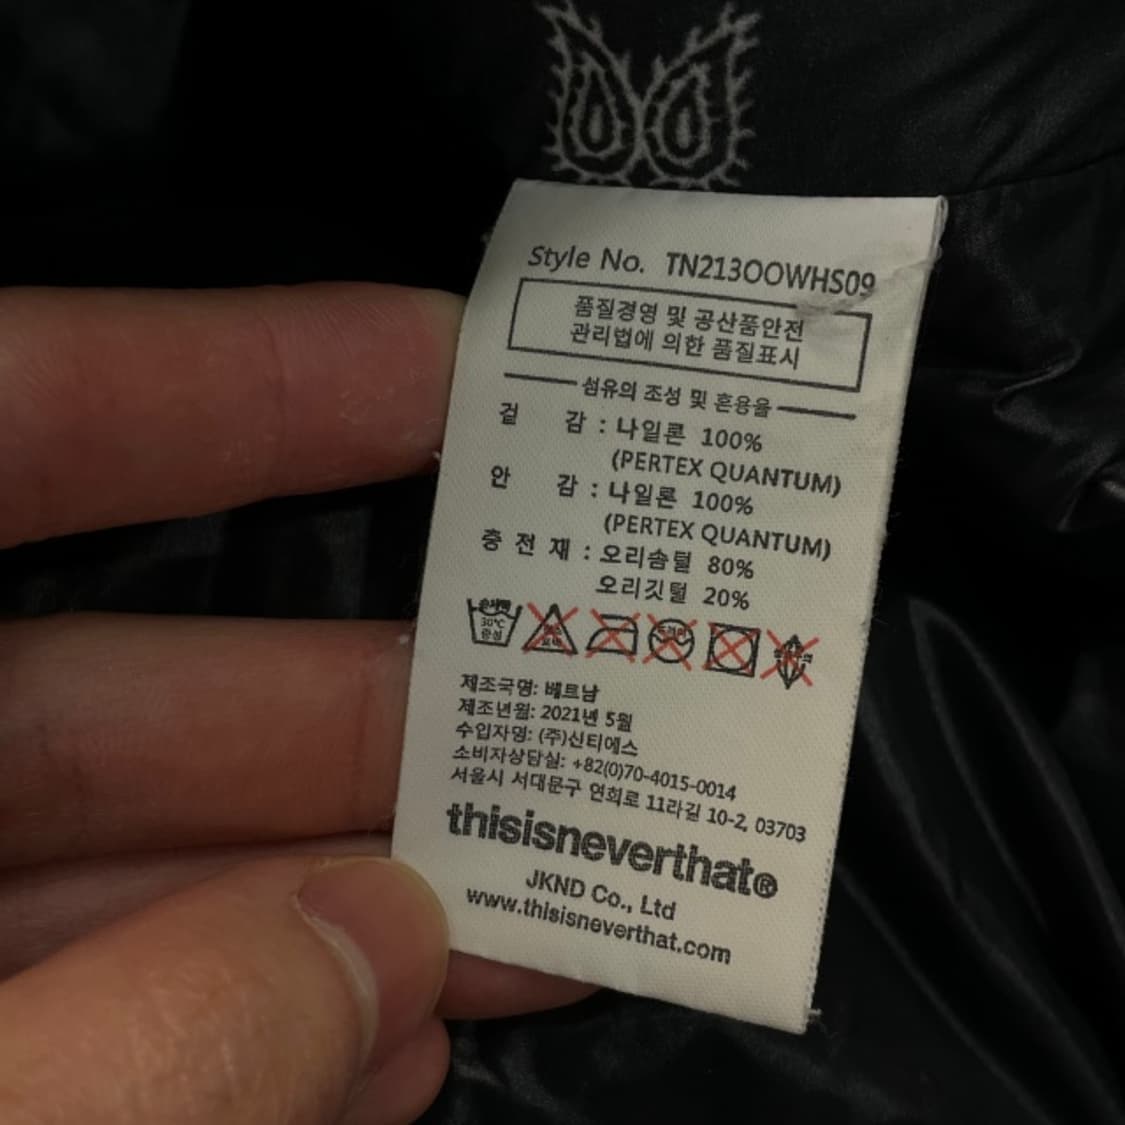 Style No. TN213OOWHS09
품질경영 및 공산품안전
관리법에 의한 품질표시
섬유의 조성 및 혼용율
겉 감 : 나일론 100%
(PERTEX QUANTUM)
안 감 : 나일론 100%
(PERTEX QUANTUM)
충 전 재 : 오리솜털 80%
오리깃털 20%
30℃
중성
제조국명: 베트남
제조년월: 2021년 5월
수입자명: (주)신티에스
소비자상담실: +82(0)70-4015-0014
서울시 서대문구 연희로 11라길 10-2, 03703
thisisneverthat®
JKND Co., Ltd
www.thisisneverthat.com